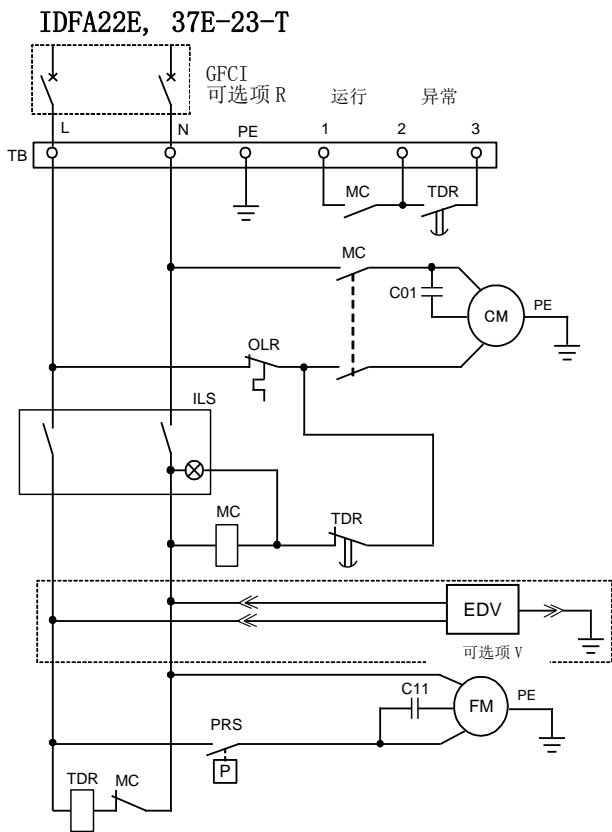 IDFA22E, 37E-23-T
GFCI
可选项 R
运行
异常
L
N
PE
1
2
3
TB
MC
TDR
MC
C01
CM
PE
OLR
ILS
MC
TDR
EDV
可选项 V
C11
FM
PE
PRS
P
TDR
MC